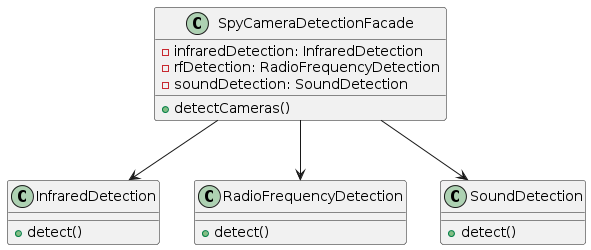 C SpyCameraDetectionFacade
infraredDetection: InfraredDetection
rfDetection: RadioFrequencyDetection
soundDetection: SoundDetection
detectCameras()
C InfraredDetection
detect()
C RadioFrequencyDetection
detect()
C SoundDetection
detect()